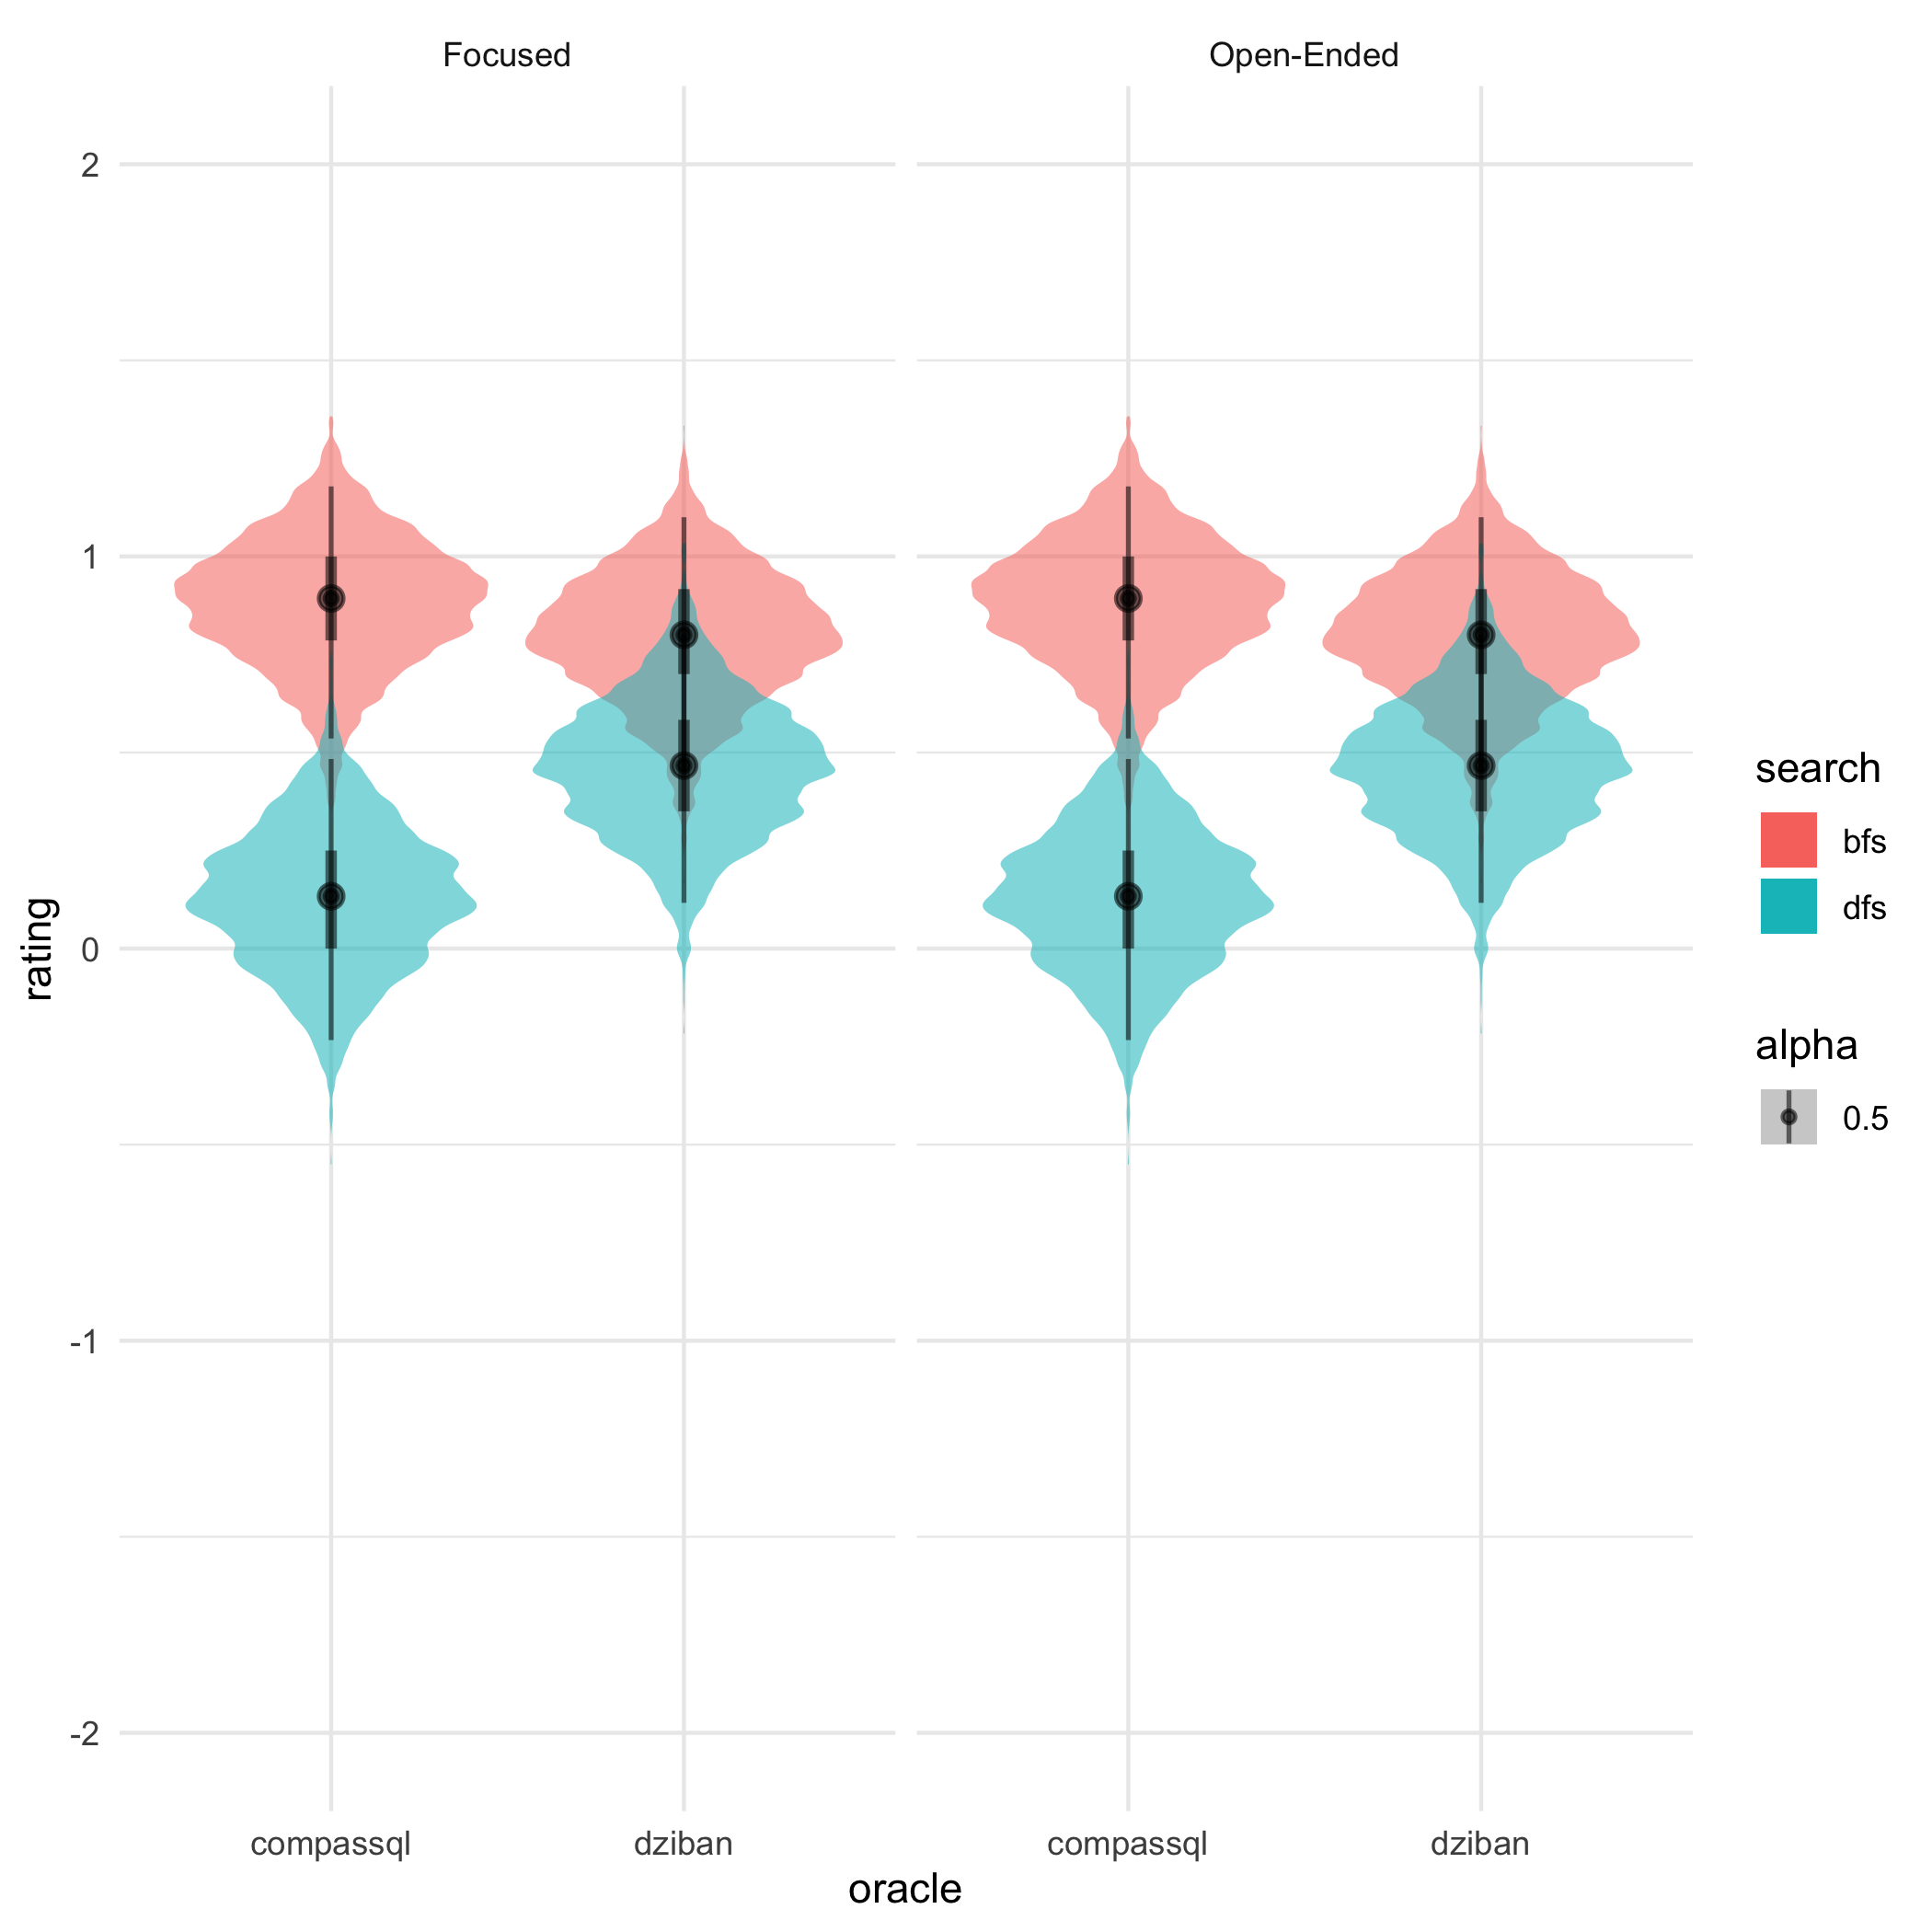 Focused
Open-Ended
2
1
0
-1
-2
rating
compassql
dziban
compassql
dziban
oracle
search
bfs
dfs
alpha
0.5